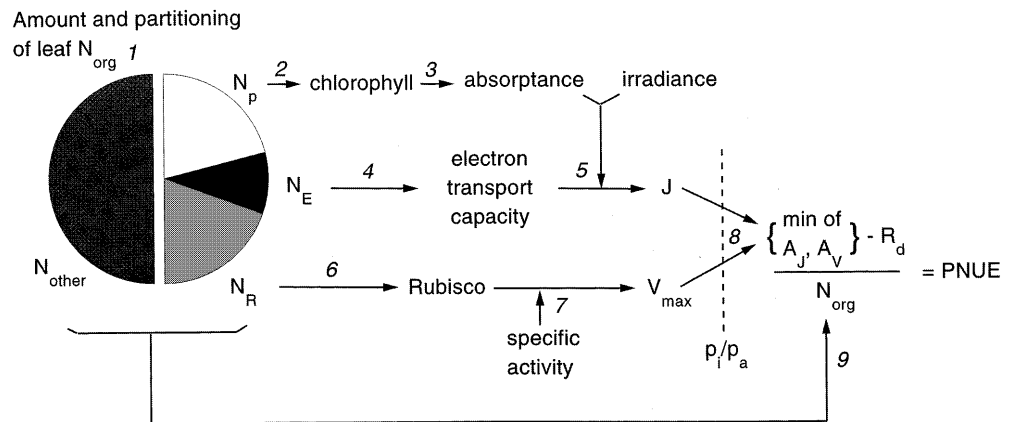 Amount and partitioning
of leaf N_org 1
N_p 2 chlorophyll 3 absorptance irradiance
N_E 4 electron transport capacity 5 J
8 { min of A_J, A_V } - R_d
N_org
= PNUE
N_other
N_R 6 Rubisco 7 V_max
specific
activity
p_i/p_a
9